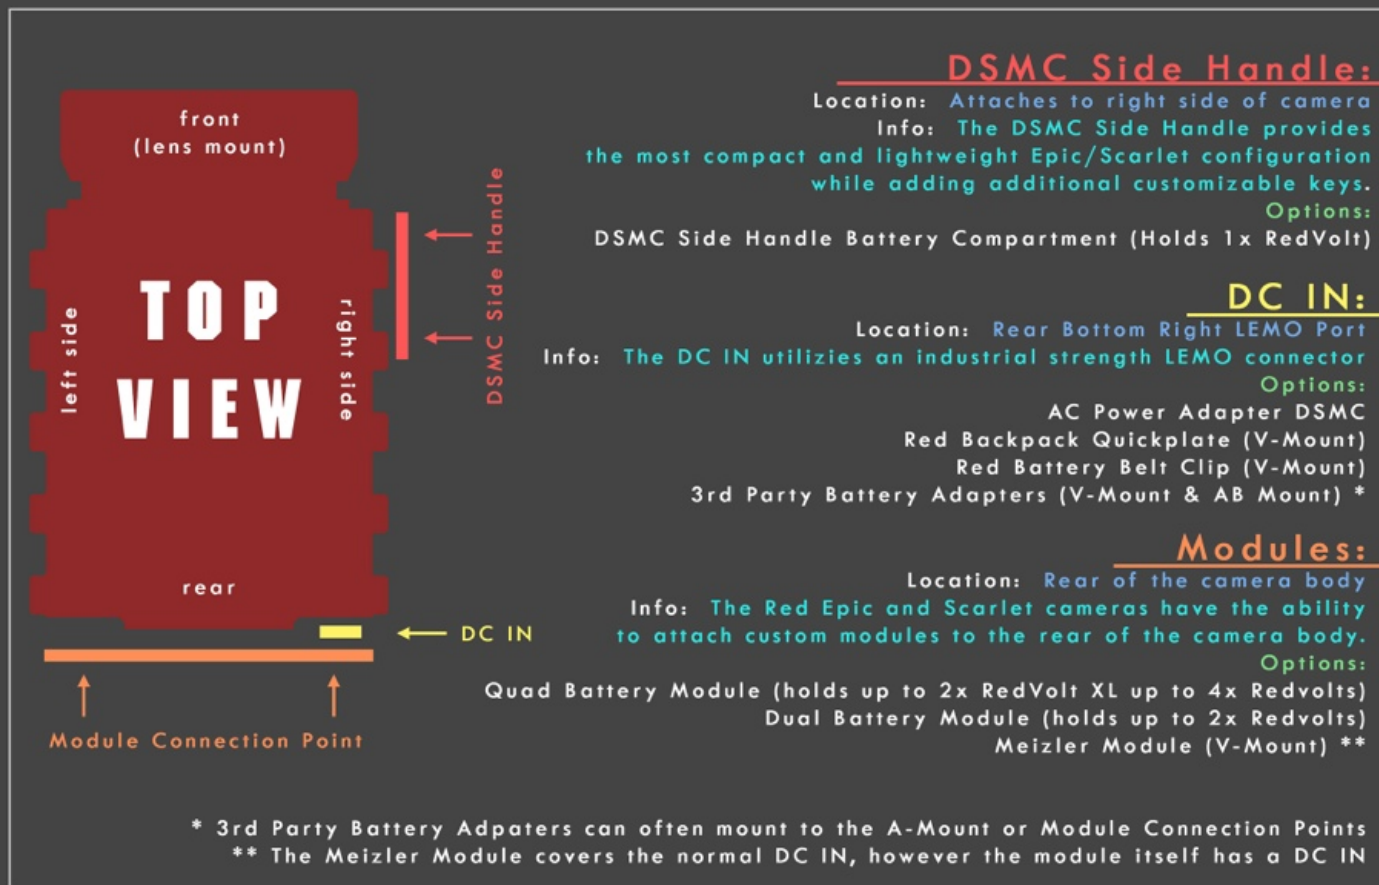 front
(lens mount)
TOP
VIEW
left side
right side
rear
DSMC Side Handle
DC IN
Module Connection Point
DSMC Side Handle:
Location: Attaches to right side of camera
Info: The DSMC Side Handle provides
the most compact and lightweight Epic/Scarlet configuration
while adding additional customizable keys.
Options:
DSMC Side Handle Battery Compartment (Holds 1x RedVolt)
DC IN:
Location: Rear Bottom Right LEMO Port
Info: The DC IN utilizies an industrial strength LEMO connector
Options:
AC Power Adapter DSMC
Red Backpack Quickplate (V-Mount)
Red Battery Belt Clip (V-Mount)
3rd Party Battery Adapters (V-Mount & AB Mount) *
Modules:
Location: Rear of the camera body
Info: The Red Epic and Scarlet cameras have the ability
to attach custom modules to the rear of the camera body.
Options:
Quad Battery Module (holds up to 2x RedVolt XL up to 4x Redvolts)
Dual Battery Module (holds up to 2x Redvolts)
Meizler Module (V-Mount) **
* 3rd Party Battery Adpaters can often mount to the A-Mount or Module Connection Points
** The Meizler Module covers the normal DC IN, however the module itself has a DC IN